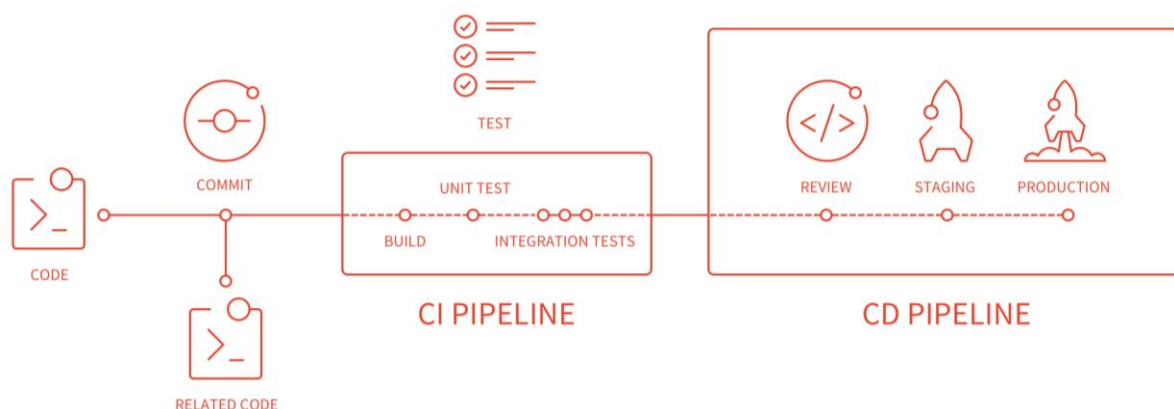 TEST
COMMIT
UNIT TEST
REVIEW
STAGING
PRODUCTION
BUILD
INTEGRATION TESTS
CODE
CI PIPELINE
CD PIPELINE
RELATED CODE